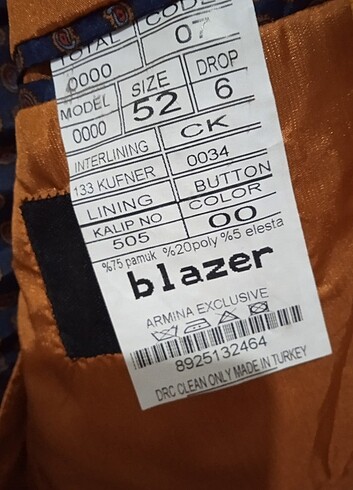 TOTAL CODE
0000 07
MODEL SIZE DROP
0000 52 6
INTERLINING CK
133 KUFNER 0034
LINING BUTTON
KALIP NO COLOR
505 00
%75 pamuk %20poly %5 elesta
blazer
ARMINA EXCLUSIVE
8925132464
DRC CLEAN ONLY MADE IN TURKEY